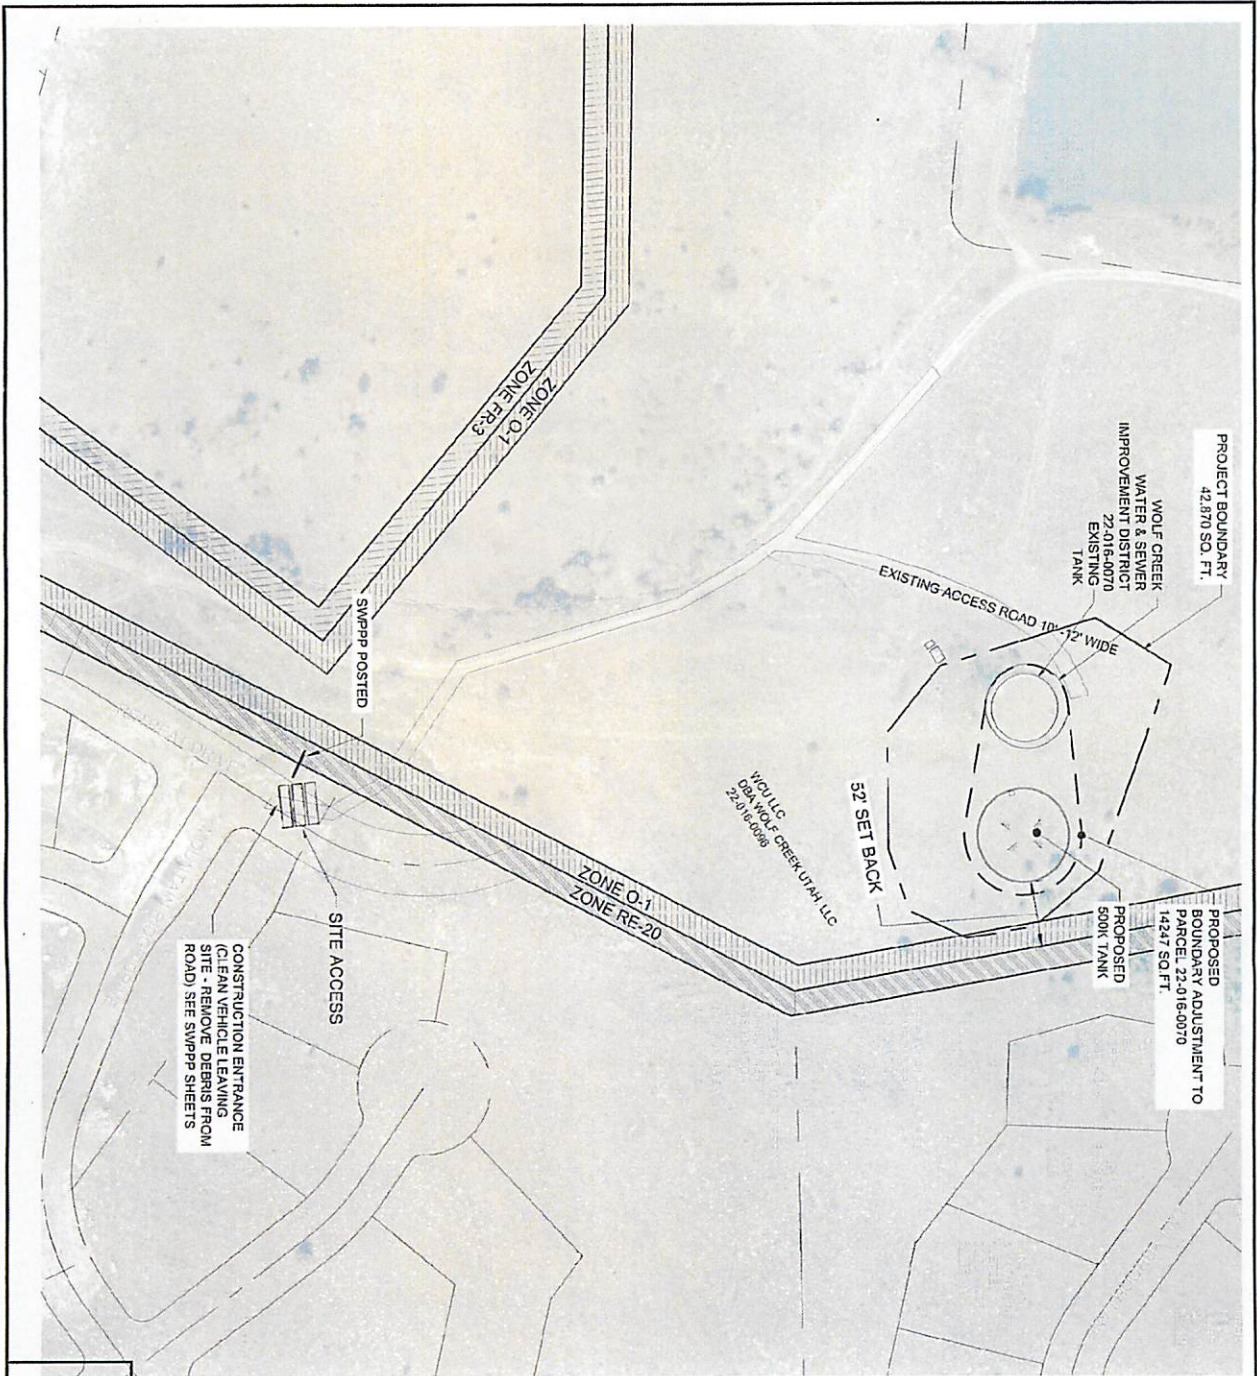 PROJECT BOUNDARY
42,870 SQ. FT.
WOLF CREEK
WATER & SEWER
IMPROVEMENT DISTRICT
22-016-0070
EXISTING
TANK
EXISTING ACCESS ROAD 10'-12' WIDE
PROPOSED
BOUNDARY ADJUSTMENT TO
PARCEL 22-016-0070
14247 SQ.FT.
PROPOSED
500K TANK
52' SET BACK
WCU LLC
DBA WOLF CREEK UTAH LLC
22-016-0096
ZONE O-1
ZONE FR-3
ZONE O-1
ZONE RE-20
SWPPP POSTED
SITE ACCESS
CONSTRUCTION ENTRANCE
(CLEAN VEHICLE LEAVING
SITE - REMOVE DEBRIS FROM
ROAD) SEE SWPPP SHEETS